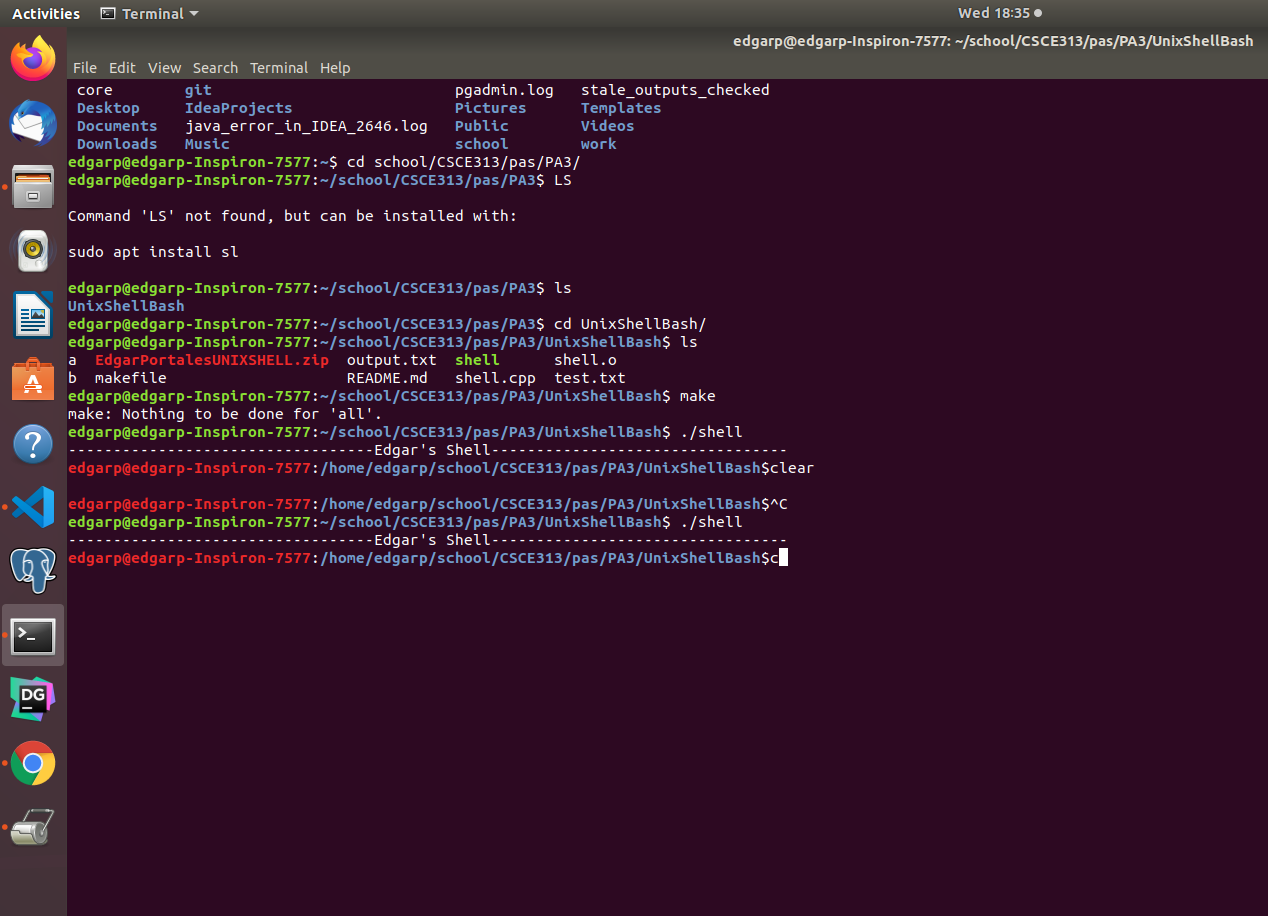 Activities Terminal Wed 18:35
edgarp@edgarp-Inspiron-7577: ~/school/CSCE313/pas/PA3/UnixShellBash
File Edit View Search Terminal Help
core git pgadmin.log stale_outputs_checked
Desktop IdeaProjects Pictures Templates
Documents java_error_in_IDEA_2646.log Public Videos
Downloads Music school work
edgarp@edgarp-Inspiron-7577:~$ cd school/CSCE313/pas/PA3/
edgarp@edgarp-Inspiron-7577:~/school/CSCE313/pas/PA3$ LS
Command 'LS' not found, but can be installed with:
sudo apt install sl
edgarp@edgarp-Inspiron-7577:~/school/CSCE313/pas/PA3$ ls
UnixShellBash
edgarp@edgarp-Inspiron-7577:~/school/CSCE313/pas/PA3$ cd UnixShellBash/
edgarp@edgarp-Inspiron-7577:~/school/CSCE313/pas/PA3/UnixShellBash$ ls
a EdgarPortalesUNIXSHELL.zip output.txt shell shell.o
b makefile README.md shell.cpp test.txt
edgarp@edgarp-Inspiron-7577:~/school/CSCE313/pas/PA3/UnixShellBash$ make
make: Nothing to be done for 'all'.
edgarp@edgarp-Inspiron-7577:~/school/CSCE313/pas/PA3/UnixShellBash$ ./shell
----------------------------------Edgar's Shell---------------------------------
edgarp@edgarp-Inspiron-7577:/home/edgarp/school/CSCE313/pas/PA3/UnixShellBash$clear
edgarp@edgarp-Inspiron-7577:/home/edgarp/school/CSCE313/pas/PA3/UnixShellBash$^C
edgarp@edgarp-Inspiron-7577:~/school/CSCE313/pas/PA3/UnixShellBash$ ./shell
----------------------------------Edgar's Shell---------------------------------
edgarp@edgarp-Inspiron-7577:/home/edgarp/school/CSCE313/pas/PA3/UnixShellBash$c
DG